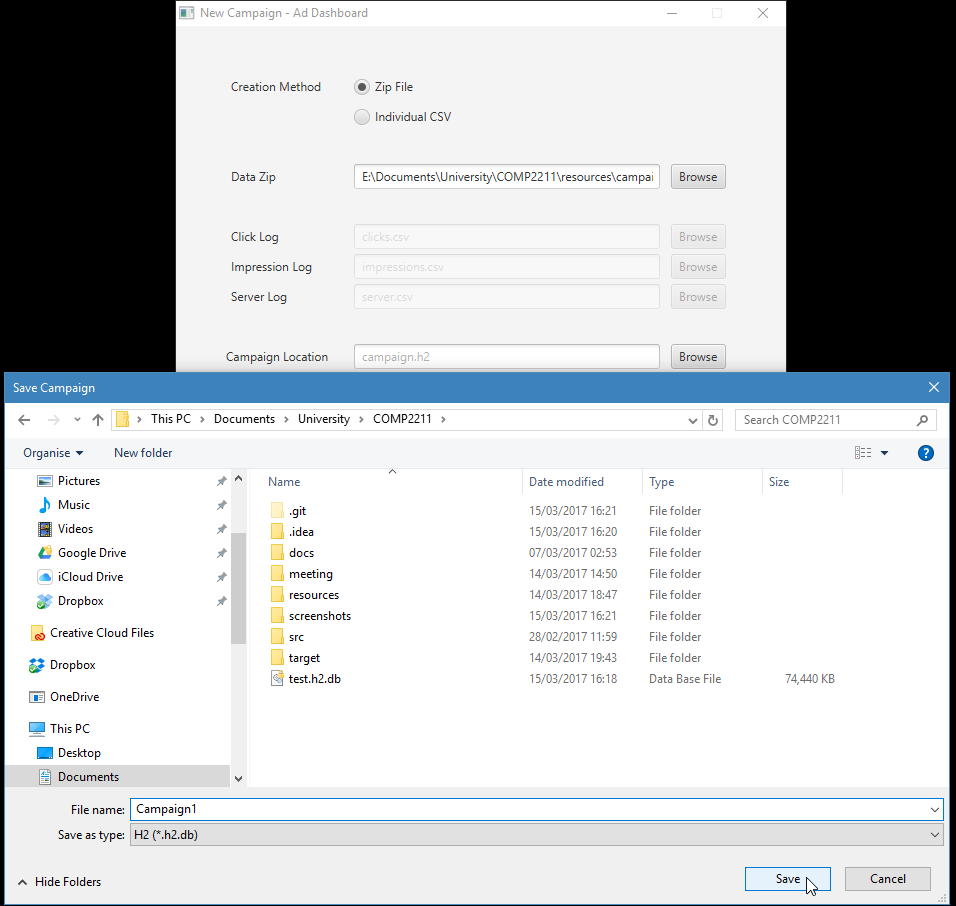 New Campaign - Ad Dashboard
Creation Method Zip File
Individual CSV
Data Zip E:\Documents\University\COMP2211\resources\campai Browse
Click Log clicks.csv Browse
Impression Log impressions.csv Browse
Server Log server.csv Browse
Campaign Location campaign.h2 Browse
Save Campaign
This PC > Documents > University > COMP2211 > Search COMP2211
Organise New folder ?
Name Date modified Type Size
Pictures
Music
Videos
Google Drive
iCloud Drive
Dropbox
Creative Cloud Files
Dropbox
OneDrive
This PC
Desktop
Documents
.git 15/03/2017 16:21 File folder
.idea 15/03/2017 16:20 File folder
docs 07/03/2017 02:53 File folder
meeting 14/03/2017 14:50 File folder
resources 14/03/2017 18:47 File folder
screenshots 15/03/2017 16:21 File folder
src 28/02/2017 11:59 File folder
target 14/03/2017 19:43 File folder
test.h2.db 15/03/2017 16:18 Data Base File 74,440 KB
File name: Campaign1
Save as type: H2 (*.h2.db)
Hide Folders Save Cancel